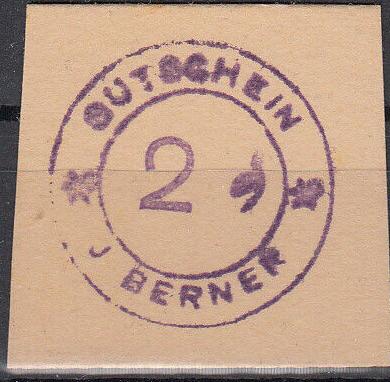 GUTSCHEIN
2 ₰
J BERNER